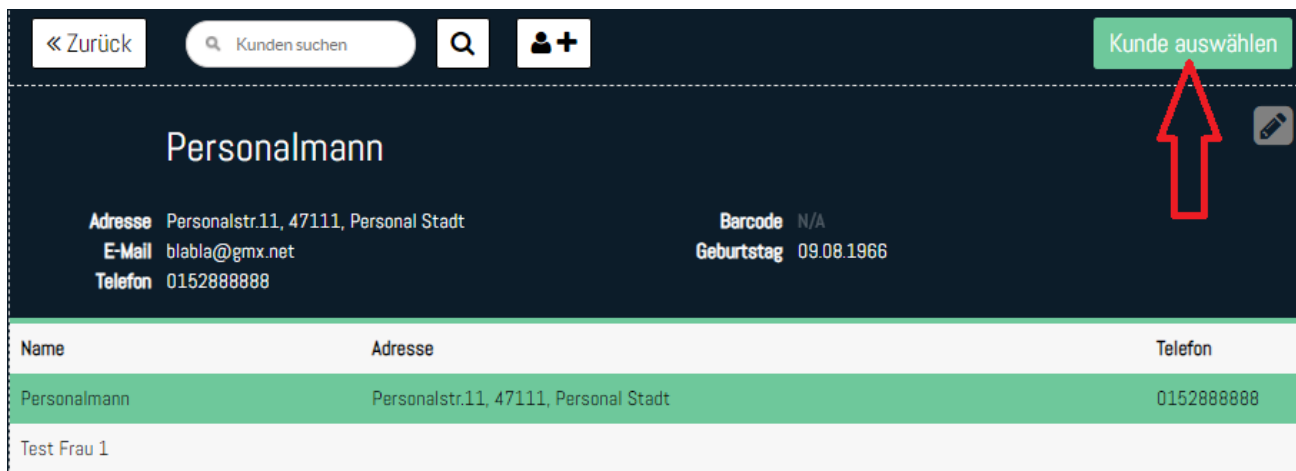 « Zurück Kunden suchen Kunde auswählen
Personalmann
Adresse Personalstr.11, 47111, Personal Stadt Barcode N/A
E-Mail blabla@gmx.net Geburtstag 09.08.1966
Telefon 0152888888
Name Adresse Telefon
Personalmann Personalstr.11, 47111, Personal Stadt 0152888888
Test Frau 1